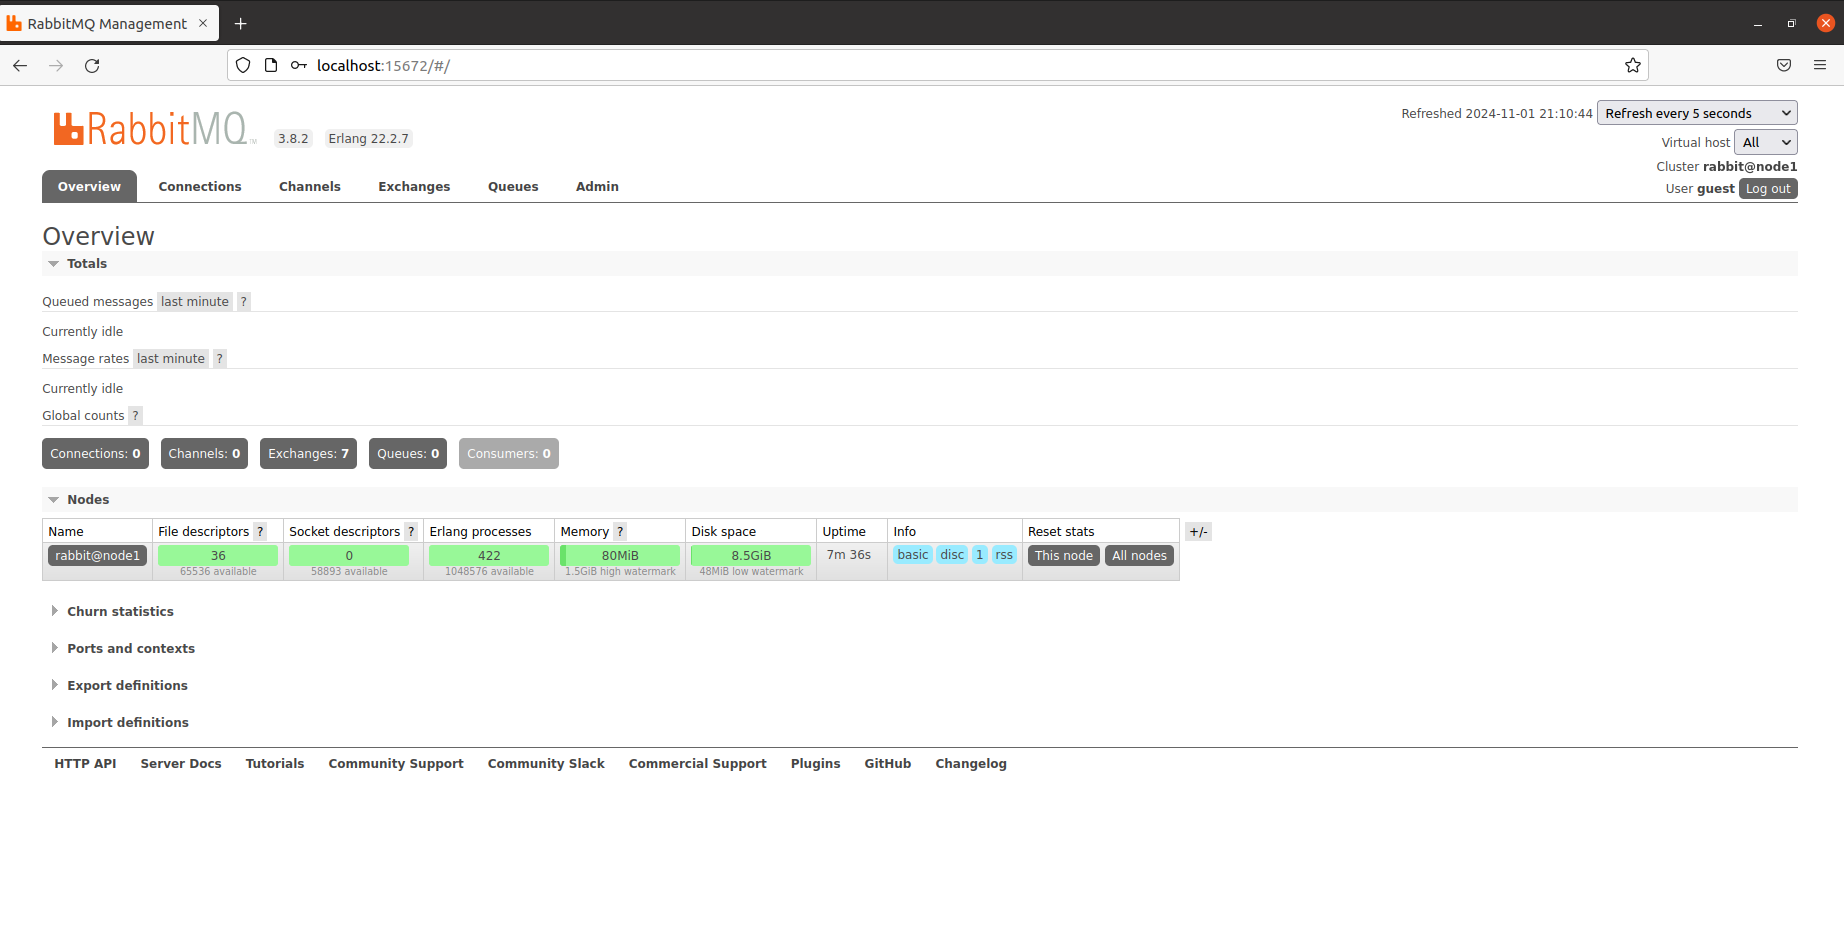 RabbitMQ Management
localhost:15672/#/
RabbitMQ TM 3.8.2 Erlang 22.2.7
Refreshed 2024-11-01 21:10:44 Refresh every 5 seconds
Virtual host All
Cluster rabbit@node1
User guest Log out
Overview Connections Channels Exchanges Queues Admin
Overview
Totals
Queued messages last minute ?
Currently idle
Message rates last minute ?
Currently idle
Global counts ?
Connections: 0 Channels: 0 Exchanges: 7 Queues: 0 Consumers: 0
Nodes
Name File descriptors ? Socket descriptors ? Erlang processes Memory ? Disk space Uptime Info Reset stats +/-
rabbit@node1 36 0 422 80MiB 8.5GiB 7m 36s basic disc 1 rss This node All nodes
65536 available 58893 available 1048576 available 1.5GiB high watermark 48MiB low watermark
Churn statistics
Ports and contexts
Export definitions
Import definitions
HTTP API Server Docs Tutorials Community Support Community Slack Commercial Support Plugins GitHub Changelog